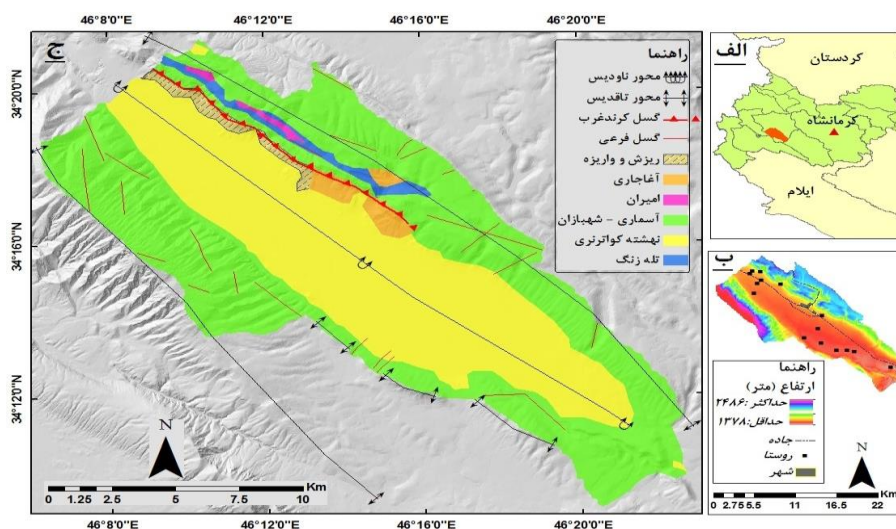 46°8'0"E 46°12'0"E 46°16'0"E 46°20'0"E
ج
34°20'0"N
34°16'0"N
34°12'0"N
راهنما
محور ناودیس
محور تاقدیس
گسل کرندغرب
گسل فرعی
ریزش و واریزه
آغاجاری
امیران
آسماری - شهبازان
نهشته کواترنری
تله زنگ
N
Km
0 1.25 2.5 5 7.5 10
46°8'0"E 46°12'0"E 46°16'0"E 46°20'0"E
الف
کردستان
کرمانشاه
ایلام
ب
راهنما
ارتفاع (متر)
حداکثر :۲۴۸۶
حداقل:۱۳۷۸
جاده
روستا
شهر
N
Km
0 2.75 5.5 11 16.5 22